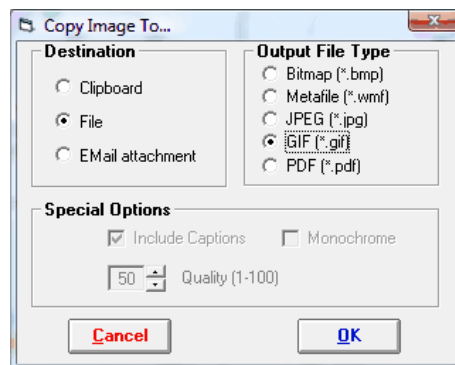 Copy Image To...
Destination
Clipboard
File
EMail attachment
Output File Type
Bitmap (*.bmp)
Metafile (*.wmf)
JPEG (*.jpg)
GIF (*.gif)
PDF (*.pdf)
Special Options
Include Captions Monochrome
50 Quality (1-100)
Cancel OK